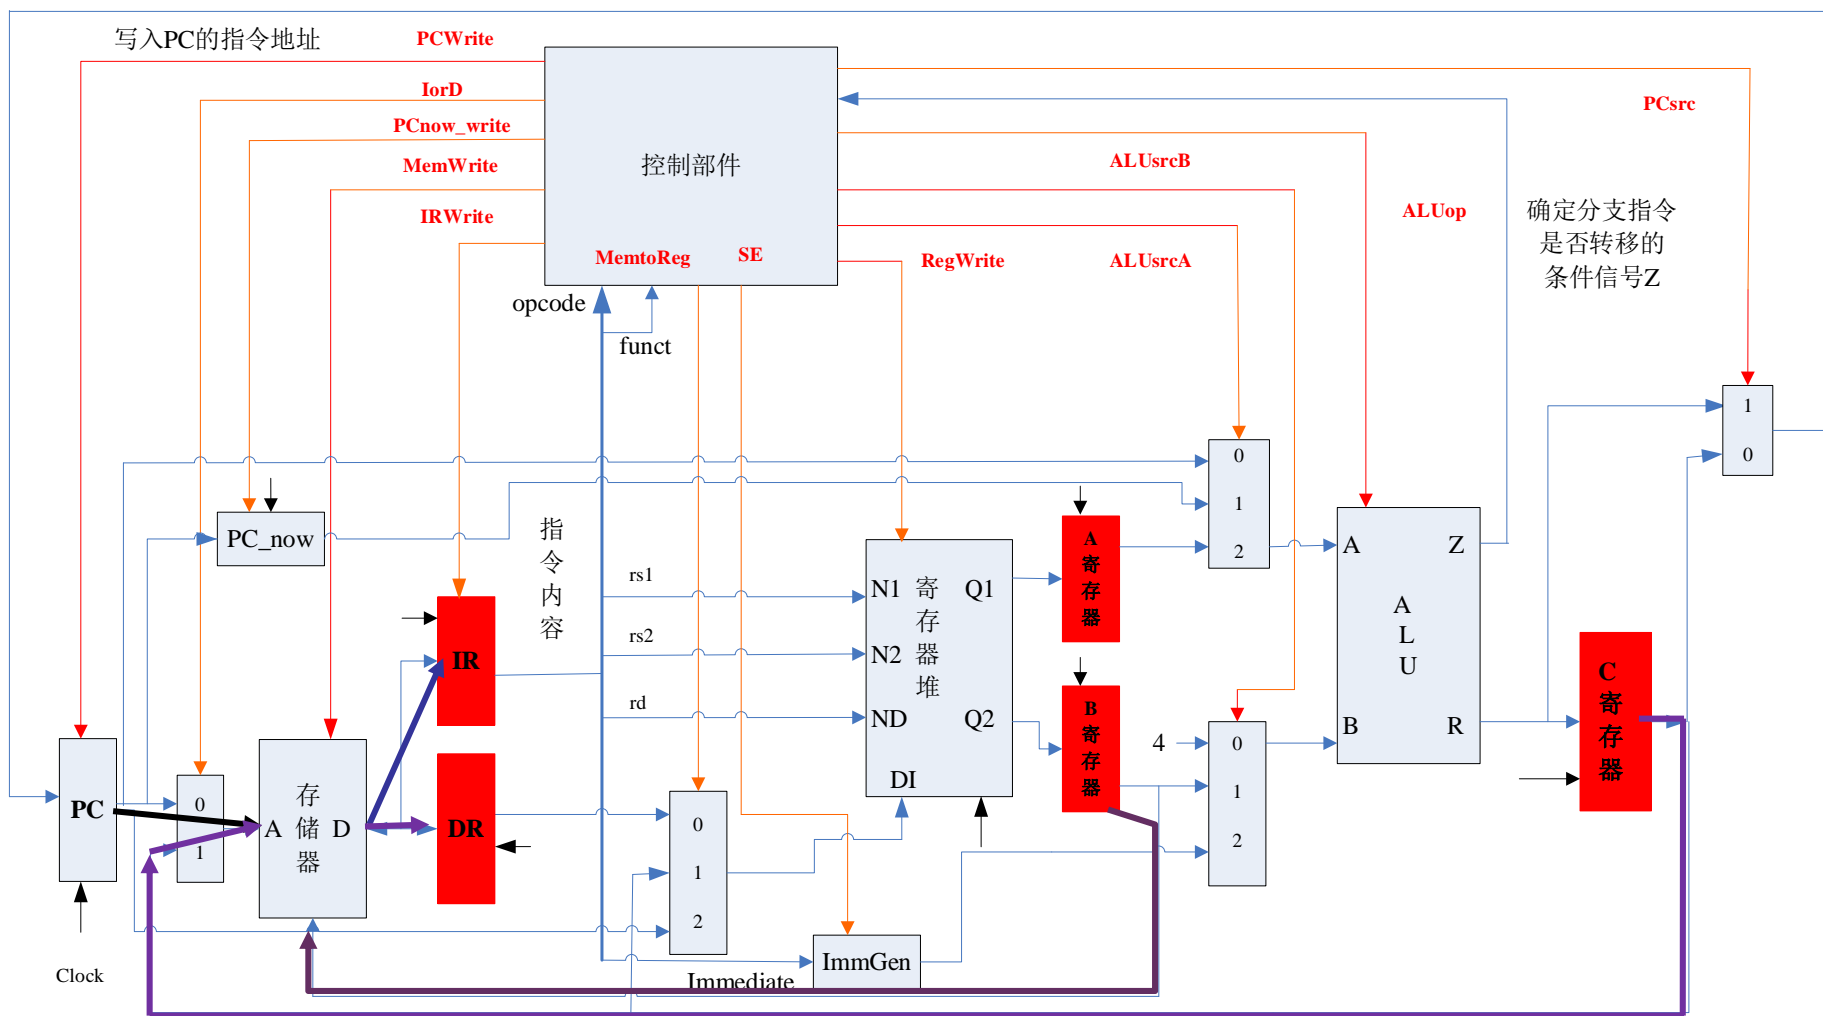 写入PC的指令地址
PCWrite
IorD
PCnow_write
MemWrite
IRWrite
控制部件
MemtoReg
SE
RegWrite
ALUsrcB
ALUsrcA
ALUop
PCsrc
确定分支指令
是否转移的
条件信号Z
opcode
funct
1
0
0
1
2
PC_now
指
令
内
容
A
寄
存
器
A
Z
A
L
U
B
R
rs1
rs2
rd
N1
N2
ND
DI
Q1
Q2
寄
存
器
堆
IR
B
寄
存
器
C
寄
存
器
4
0
1
2
PC
0
1
A
D
存
储
器
DR
0
1
2
Clock
Immediate
ImmGen